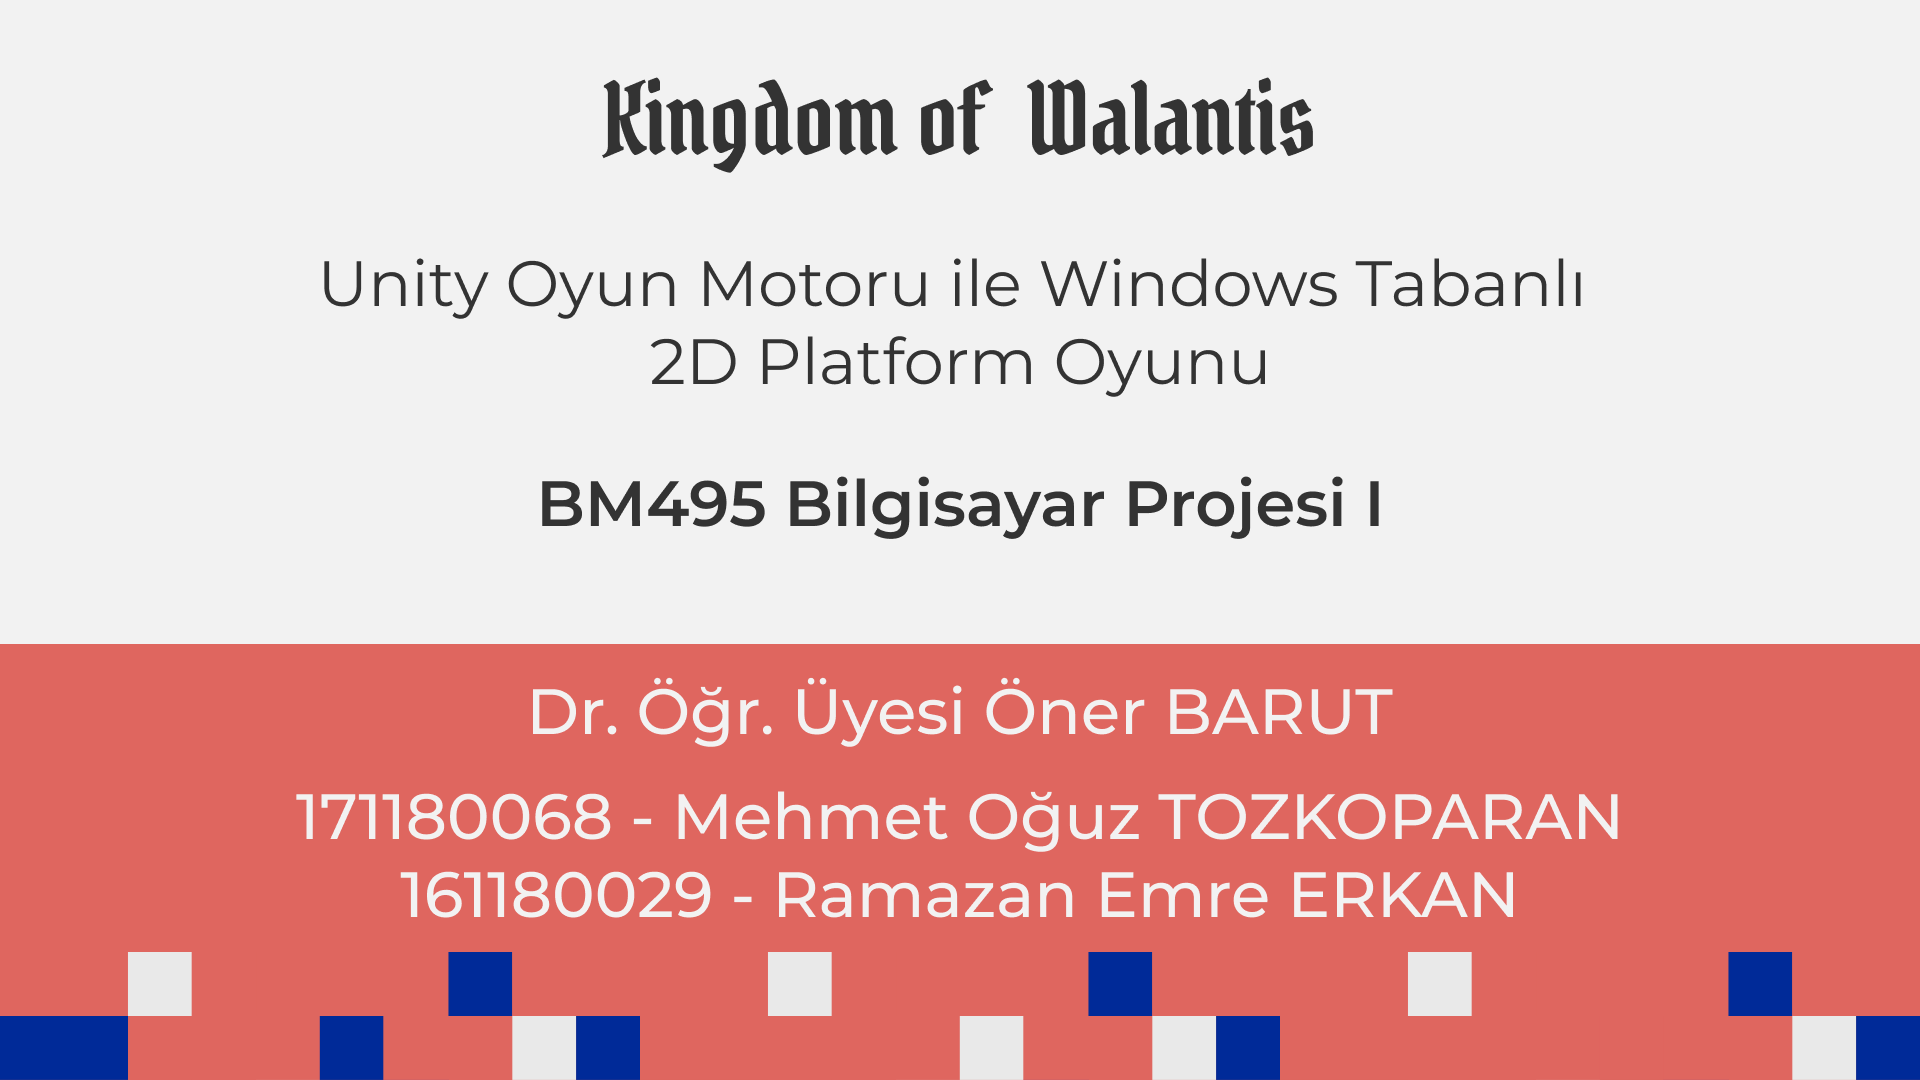 Kingdom of Walantis
Unity Oyun Motoru ile Windows Tabanlı
2D Platform Oyunu
BM495 Bilgisayar Projesi I
Dr. Öğr. Üyesi Öner BARUT
171180068 - Mehmet Oğuz TOZKOPARAN
161180029 - Ramazan Emre ERKAN